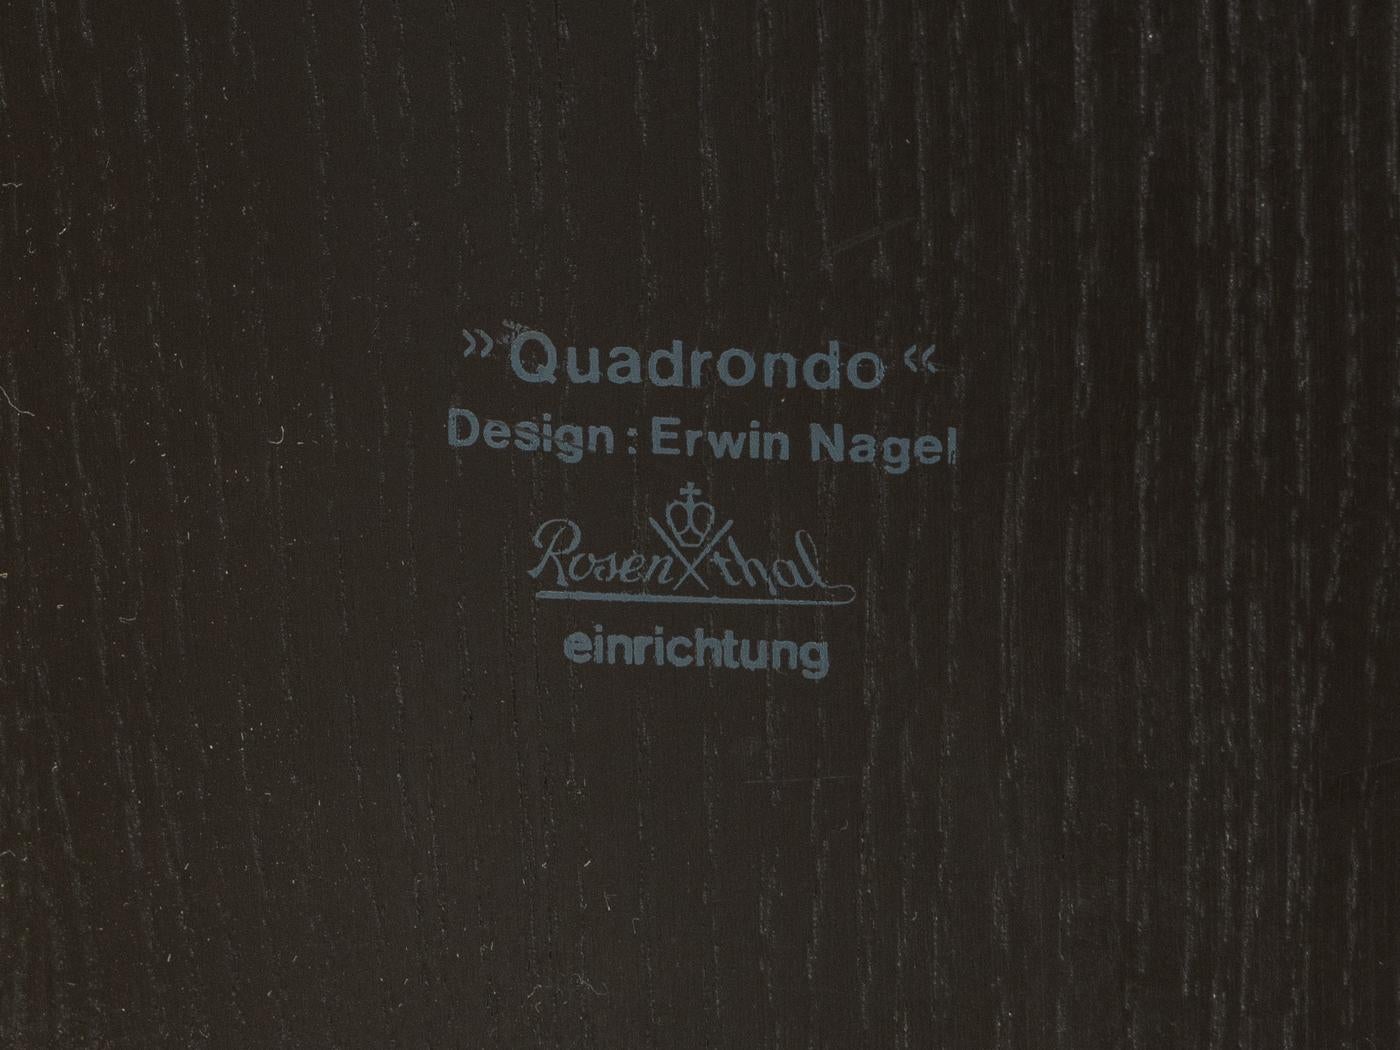 »Quadrondo«
Design: Erwin Nagel
Rosenthal
einrichtung